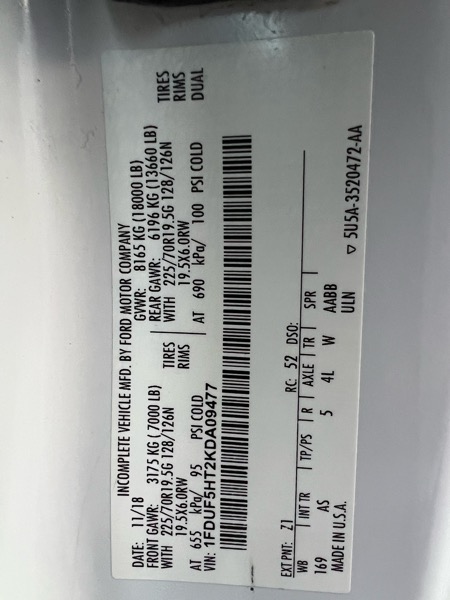 INCOMPLETE VEHICLE MFD. BY FORD MOTOR COMPANY
DATE: 11/18 GVWR: 8165 KG (18000 LB)
FRONT GAWR: 3175 KG ( 7000 LB) REAR GAWR: 6196 KG (13660 LB)
WITH 225/70R19.5G 128/126N TIRES WITH 225/70R19.5G 128/126N TIRES
19.5X6.0RW RIMS 19.5X6.0RW RIMS
AT 655 kPa/ 95 PSI COLD AT 690 kPa/ 100 PSI COLD DUAL
VIN: 1FDUF5HT2KDA09477
EXT PNT: Z1 RC: 52 DSO:
WB INT TR TP/PS R AXLE TR SPR
169 AS 5 4L W AABB
MADE IN U.S.A. ULN
▽ 5U5A-3520472-AA